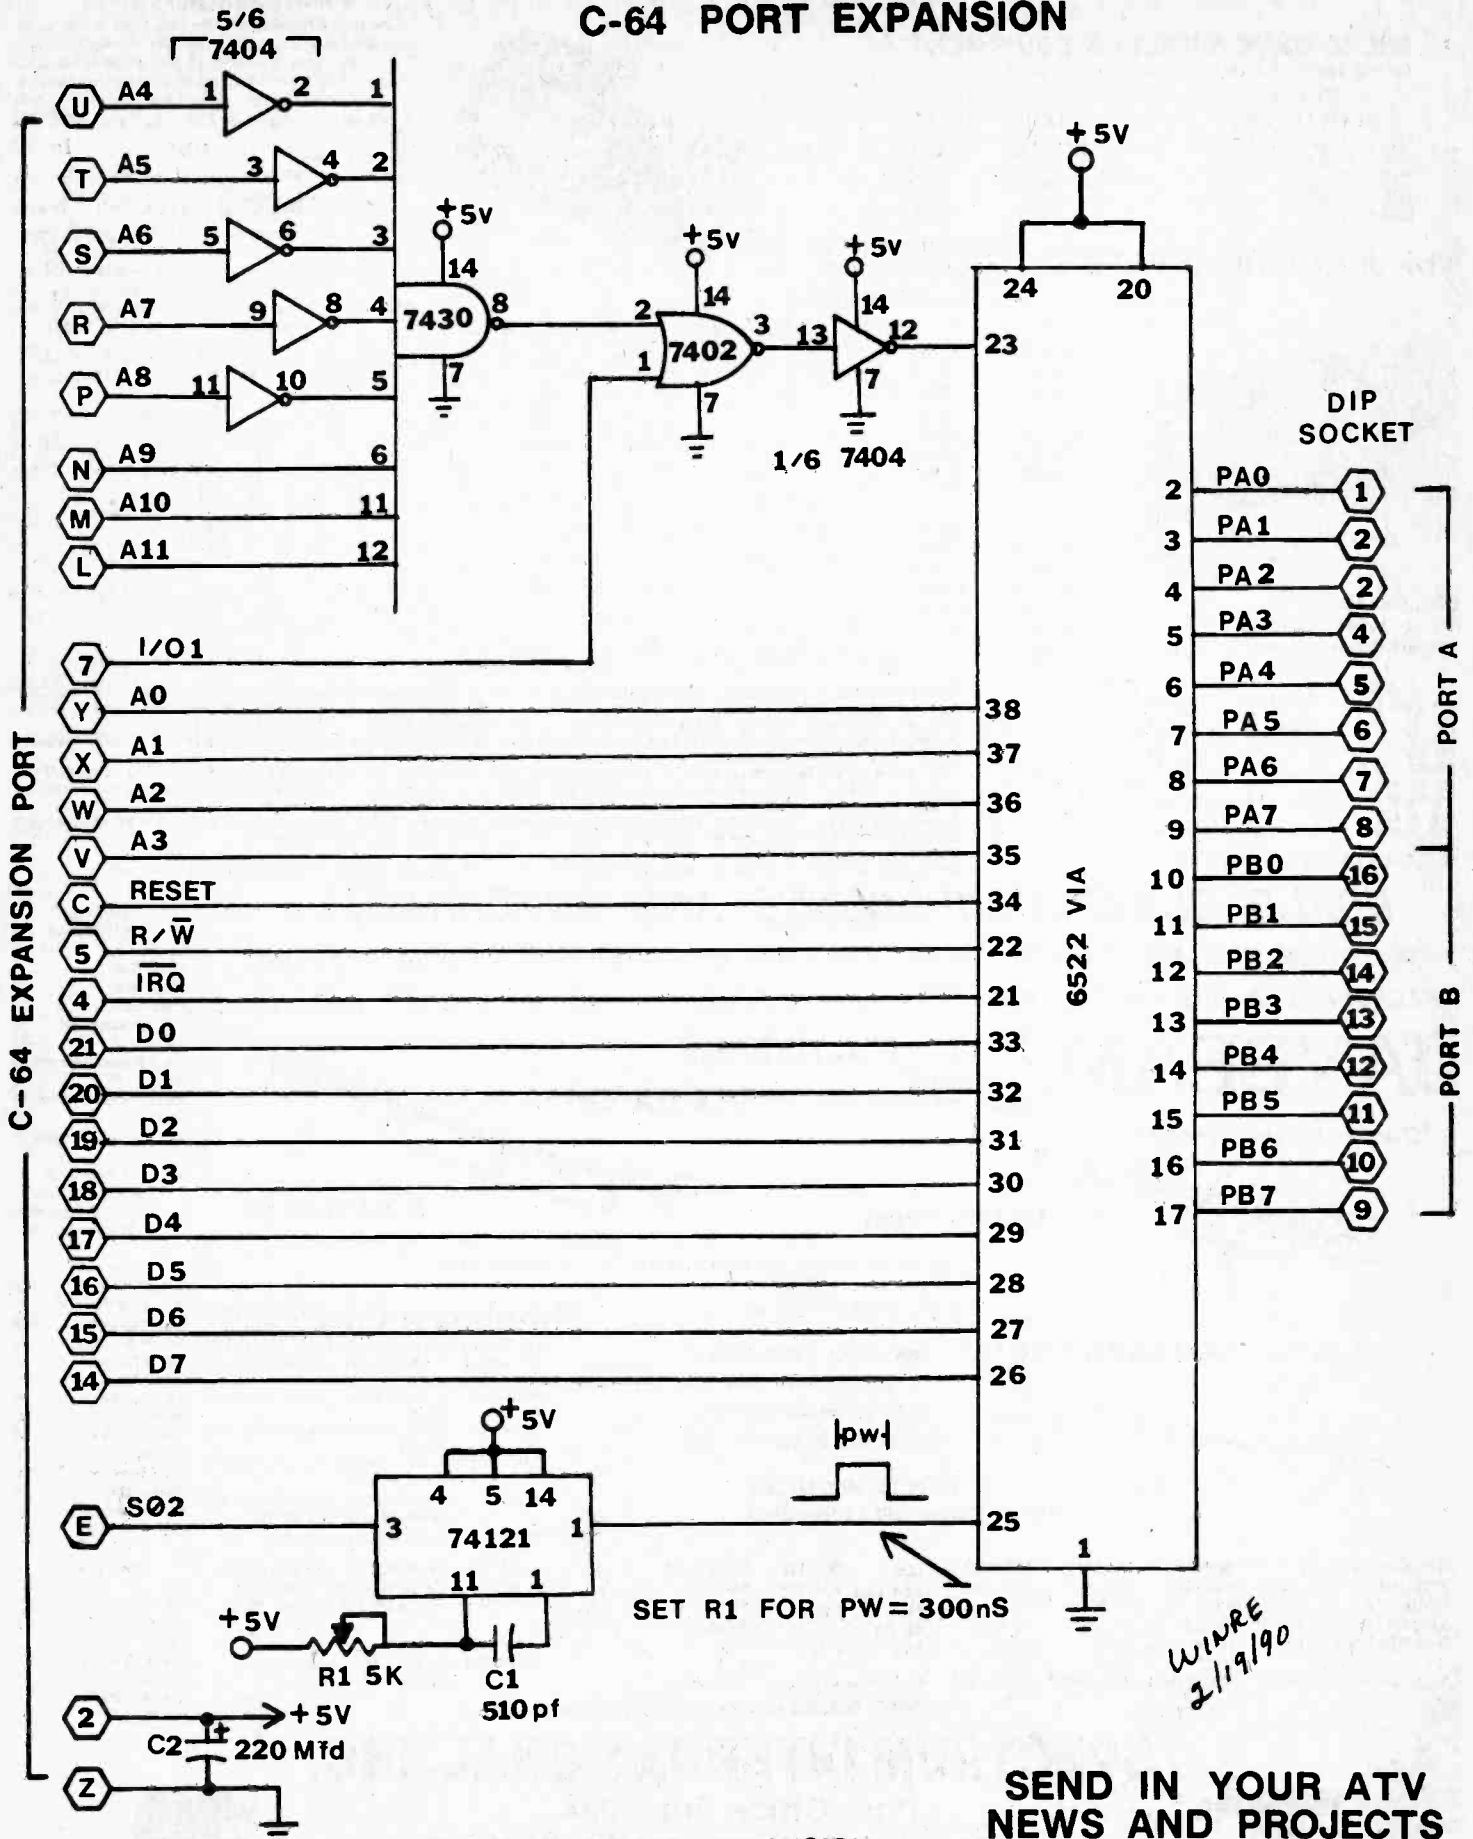 C-64 PORT EXPANSION
5/6
7404
U A4 1 2 1
T A5 3 4 2
S A6 5 6 3
R A7 9 8 4
P A8 11 10 5
N A9 6
M A10 11
L A11 12
+5v
14
7430 8
7
+5v
14
2
1
7402
3
7
+5v
14
13 12
7
1/6 7404
+5V
24 20
23
7 I/O1
Y A0 38
X A1 37
W A2 36
V A3 35
C RESET 34
5 R/W̅ 22
4 I̅R̅Q̅ 21
21 D0 33
20 D1 32
19 D2 31
18 D3 30
17 D4 29
16 D5 28
15 D6 27
14 D7 26
C-64 EXPANSION PORT
6522 VIA
DIP
SOCKET
2 PA0 1
3 PA1 2
4 PA2 2
5 PA3 4
6 PA4 5
7 PA5 6
8 PA6 7
9 PA7 8
10 PB0 16
11 PB1 15
12 PB2 14
13 PB3 13
14 PB4 12
15 PB5 11
16 PB6 10
17 PB7 9
PORT A
PORT B
+5V
4 5 14
E SØ2 3 74121 1
11 1
pw
25
1
SET R1 FOR PW = 300nS
+5V
R1 5K
C1
510pf
2 +5V
C2 + 220 Mfd
Z
WINRE
2/19/90
SEND IN YOUR ATV
NEWS AND PROJECTS